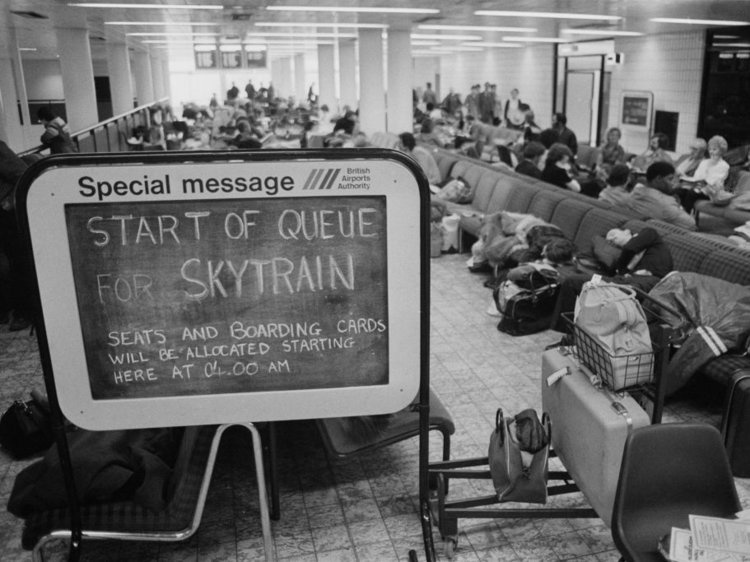 Special message
British
Airports
Authority
START OF QUEUE
FOR SKYTRAIN
SEATS AND BOARDING CARDS
WILL BE ALLOCATED STARTING
HERE AT 04.00 AM